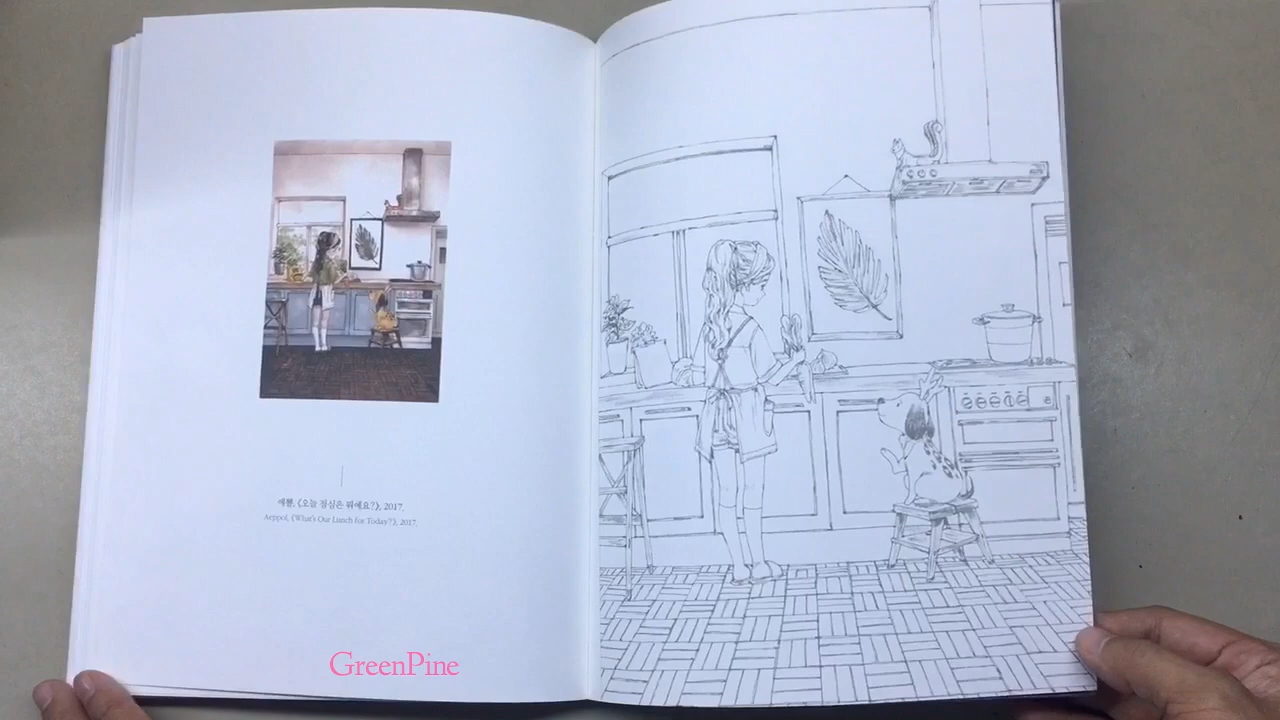 애뽈, 《오늘 점심은 뭐예요?》, 2017.
Aeppol, 《What's Our Lunch for Today?》, 2017.
GreenPine